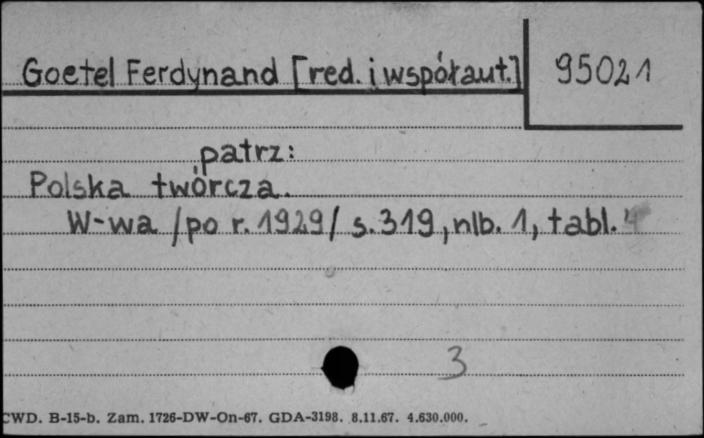 Goetel Ferdynand [red. i współaut.] 95021
patrz:
Polska twórcza.
W-wa /po r. 1929/ s. 319, nlb. 1, tabl.
3
CWD. B-15-b. Zam. 1726-DW-On-67. GDA-3198. 8.11.67. 4.630.000.